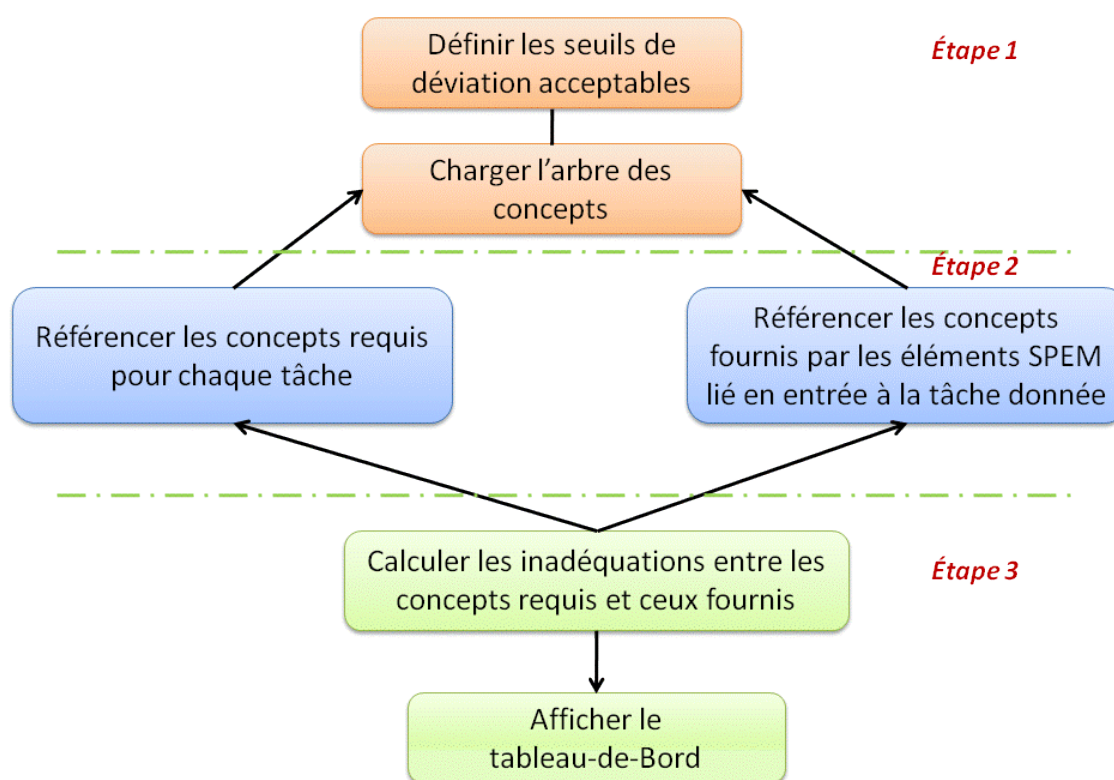 Définir les seuils de
déviation acceptables
Étape 1
Charger l'arbre des
concepts
Étape 2
Référencer les concepts requis
pour chaque tâche
Référencer les concepts
fournis par les éléments SPEM
lié en entrée à la tâche donnée
Calculer les inadéquations entre les
concepts requis et ceux fournis
Étape 3
Afficher le
tableau-de-Bord